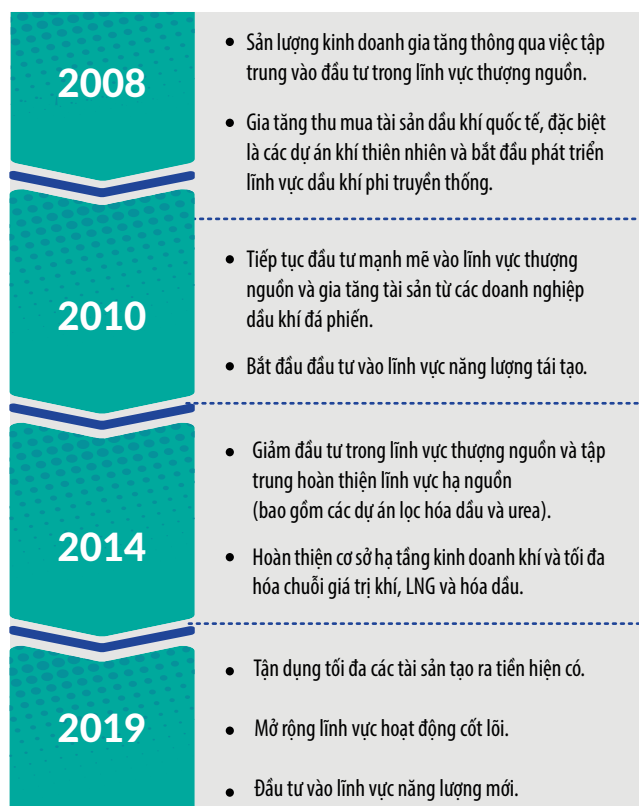 2008
• Sản lượng kinh doanh gia tăng thông qua việc tập
trung vào đầu tư trong lĩnh vực thượng nguồn.
• Gia tăng thu mua tài sản dầu khí quốc tế, đặc biệt
là các dự án khí thiên nhiên và bắt đầu phát triển
lĩnh vực dầu khí phi truyền thống.
2010
• Tiếp tục đầu tư mạnh mẽ vào lĩnh vực thượng
nguồn và gia tăng tài sản từ các doanh nghiệp
dầu khí đá phiến.
• Bắt đầu đầu tư vào lĩnh vực năng lượng tái tạo.
2014
• Giảm đầu tư trong lĩnh vực thượng nguồn và tập
trung hoàn thiện lĩnh vực hạ nguồn
(bao gồm các dự án lọc hóa dầu và urea).
• Hoàn thiện cơ sở hạ tầng kinh doanh khí và tối đa
hóa chuỗi giá trị khí, LNG và hóa dầu.
2019
• Tận dụng tối đa các tài sản tạo ra tiền hiện có.
• Mở rộng lĩnh vực hoạt động cốt lõi.
• Đầu tư vào lĩnh vực năng lượng mới.